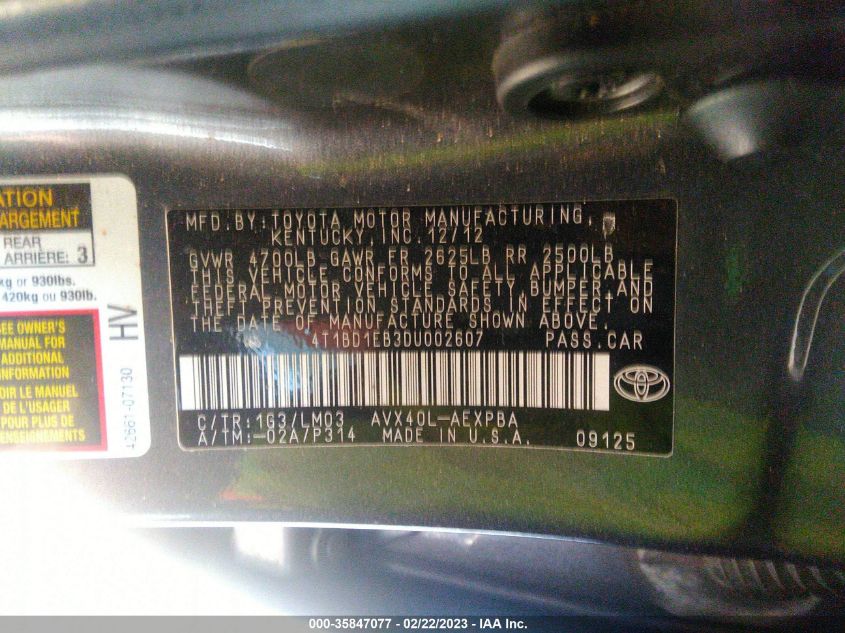 ATION
ARGEMENT
REAR
ARRIÈRE: 3
kg or 930lbs.
420kg ou 930lb.
SEE OWNER'S
MANUAL FOR
ADDITIONAL
INFORMATION
VOIR LE MANUEL
DE L'USAGER
POUR PLUS DE
RENSEIGNEMENTS
HV
42661-07130
MFD. BY: TOYOTA MOTOR MANUFACTURING,
KENTUCKY, INC. 12/12
GVWR 4700LB GAWR FR 2625LB RR 2500LB
THIS VEHICLE CONFORMS TO ALL APPLICABLE
FEDERAL MOTOR VEHICLE SAFETY BUMPER AND
THEFT PREVENTION STANDARDS IN EFFECT ON
THE DATE OF MANUFACTURE SHOWN ABOVE.
4T1BD1EB3DU002607 PASS. CAR
C/TR: 1G3/LM03 AVX40L-AEXPBA
A/TM: -02A/P314 MADE IN U.S.A. 09125
000-35847077 - 02/22/2023 - IAA Inc.